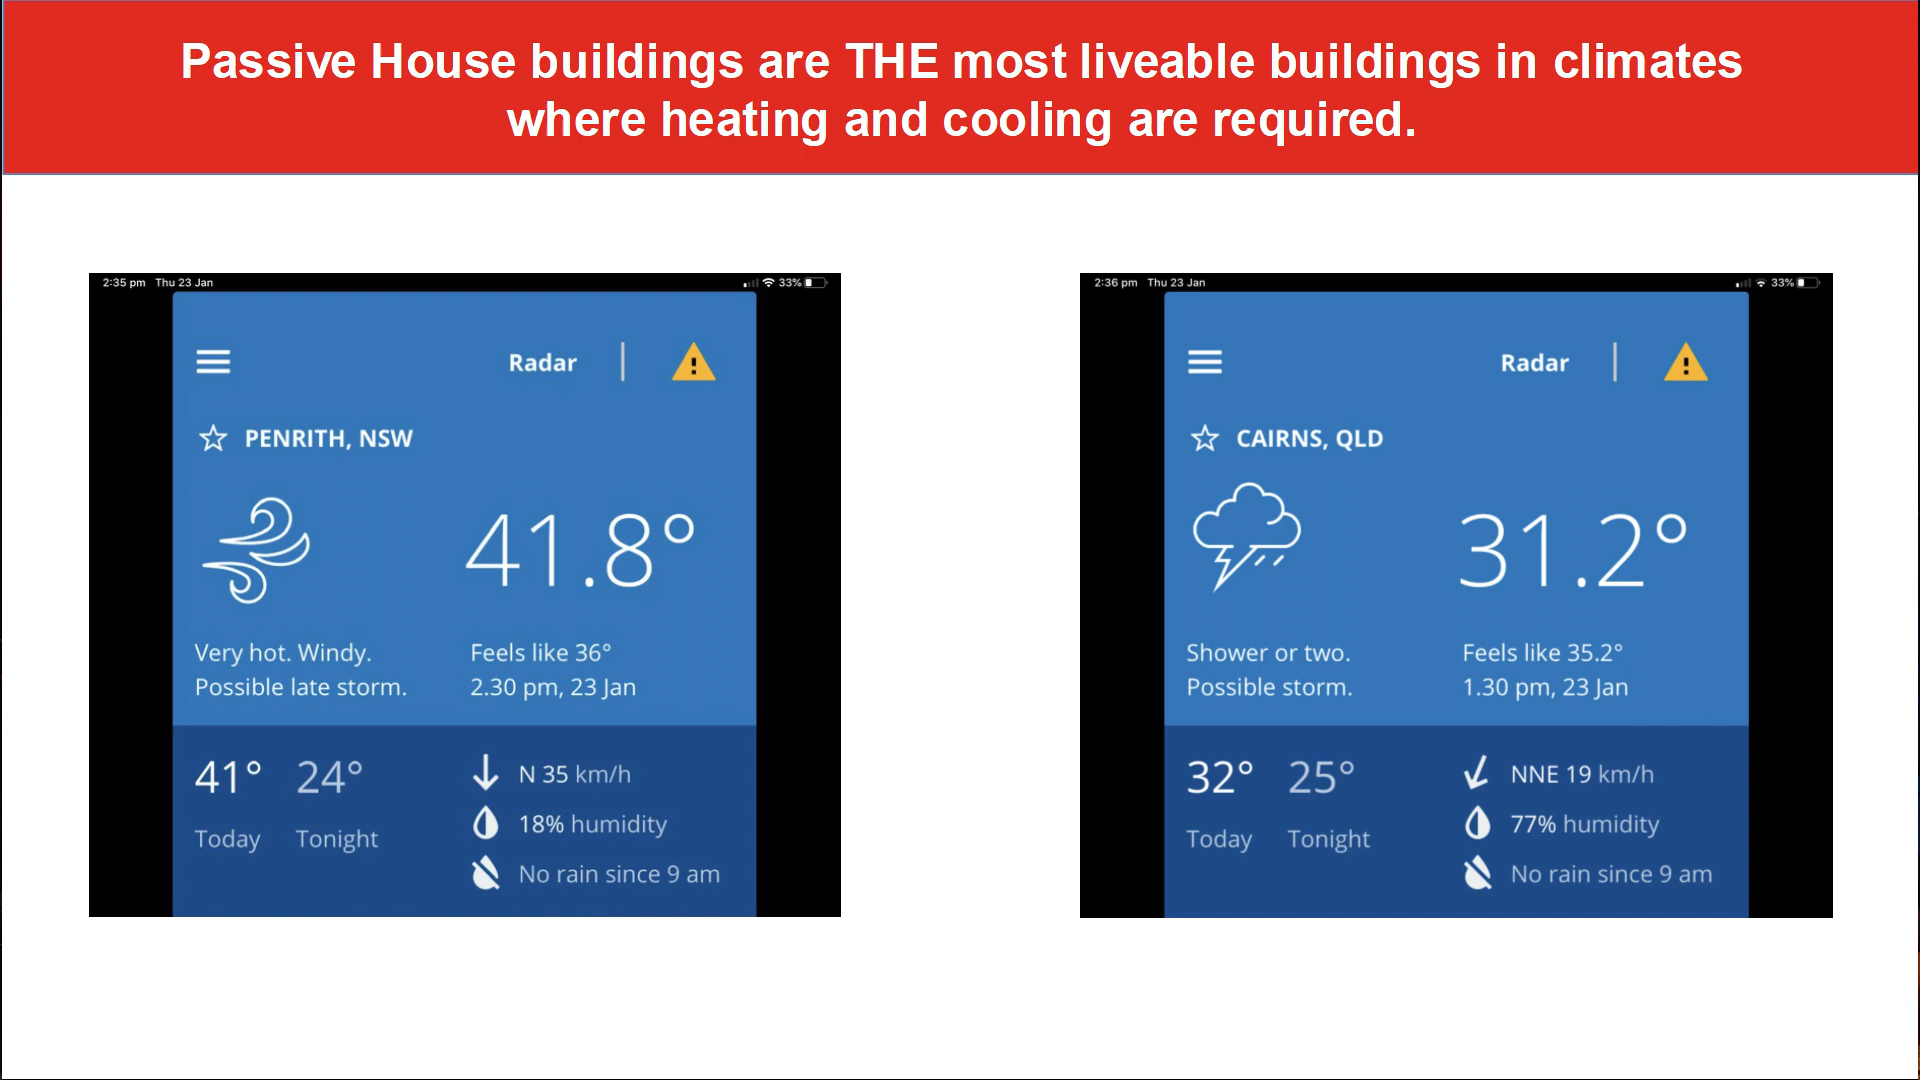 Passive House buildings are THE most liveable buildings in climates
where heating and cooling are required.
2:35 pm Thu 23 Jan
33%
Radar
PENRITH, NSW
41.8°
Very hot. Windy.
Possible late storm.
Feels like 36°
2.30 pm, 23 Jan
41° 24°
Today Tonight
N 35 km/h
18% humidity
No rain since 9 am
2:36 pm Thu 23 Jan
33%
Radar
CAIRNS, QLD
31.2°
Shower or two.
Possible storm.
Feels like 35.2°
1.30 pm, 23 Jan
32° 25°
Today Tonight
NNE 19 km/h
77% humidity
No rain since 9 am